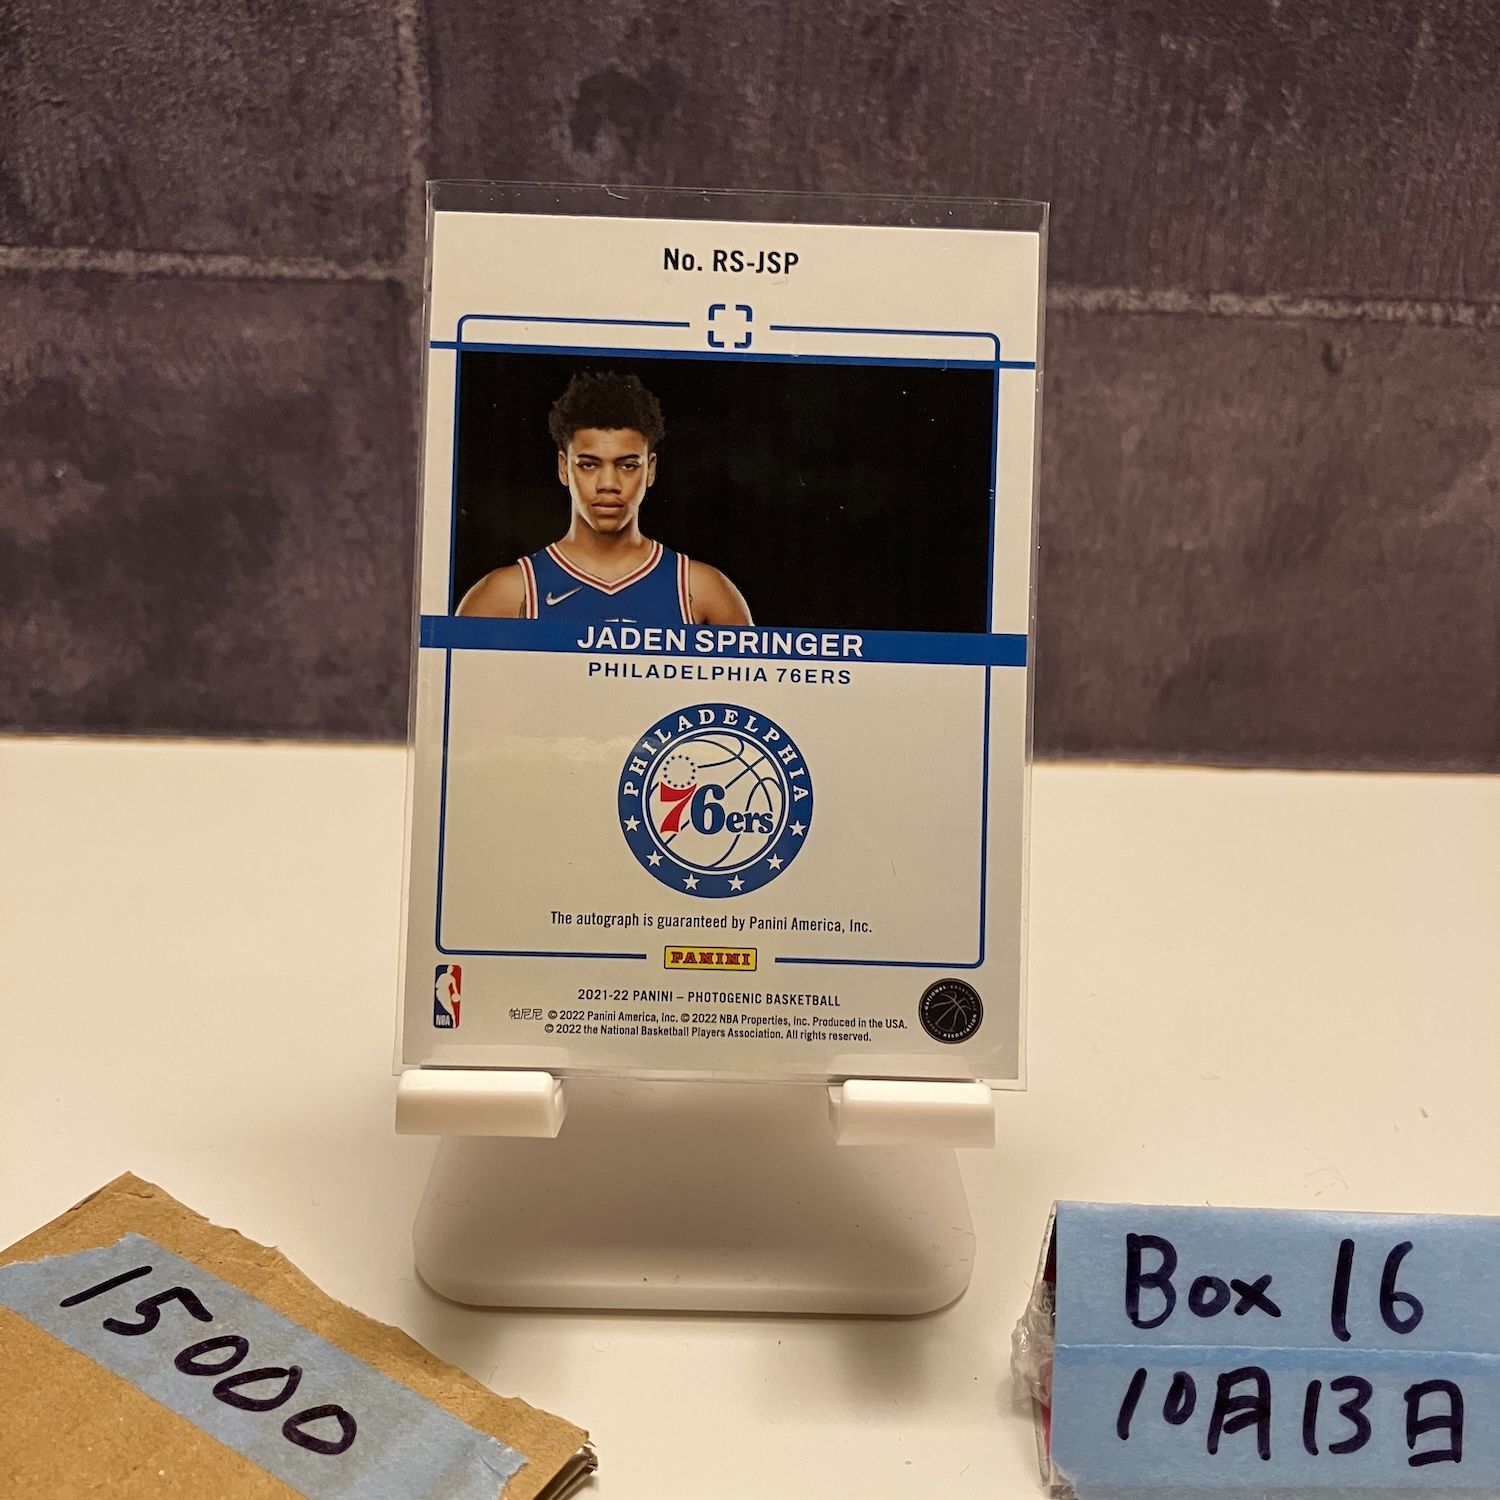 No. RS-JSP
JADEN SPRINGER
PHILADELPHIA 76ERS
PHILADELPHIA
76ers
The autograph is guaranteed by Panini America, Inc.
PANINI
NBA
2021-22 PANINI – PHOTOGENIC BASKETBALL
帕尼尼 © 2022 Panini America, Inc. © 2022 NBA Properties, Inc. Produced in the USA.
© 2022 the National Basketball Players Association. All rights reserved.
15000
Box 16
10月13日